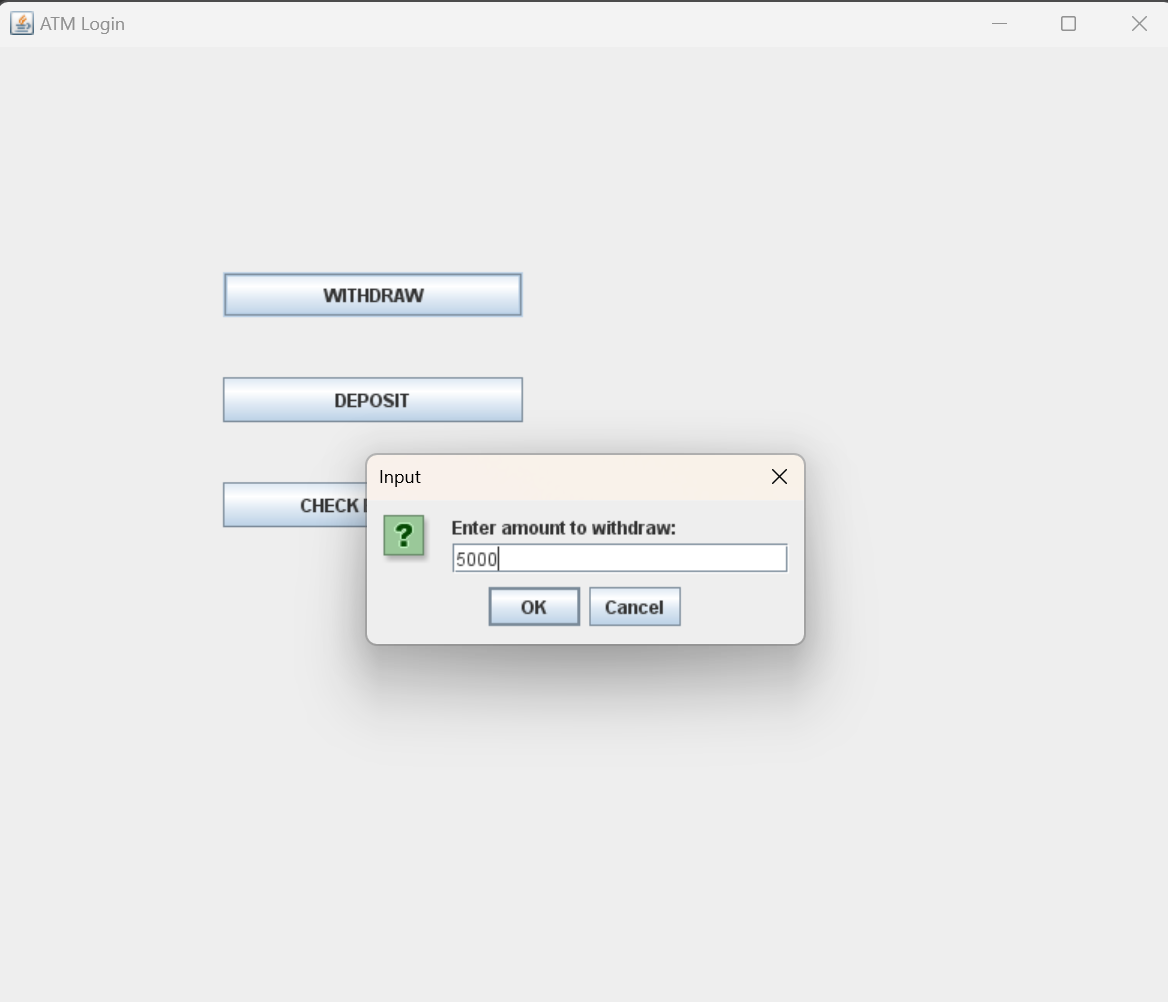 ATM Login
WITHDRAW
DEPOSIT
CHECK
Input
?
Enter amount to withdraw:
5000
OK
Cancel